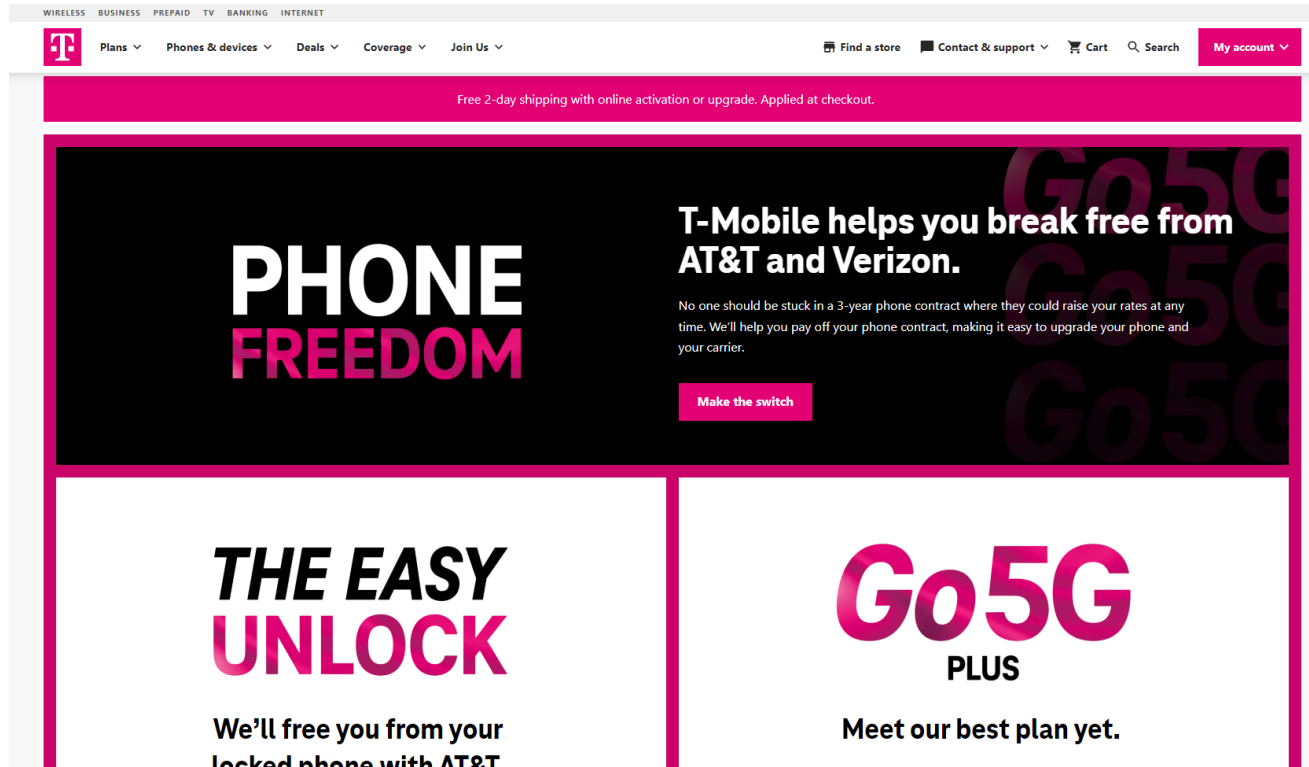 WIRELESS BUSINESS PREPAID TV BANKING INTERNET
T Plans Phones & devices Deals Coverage Join Us Find a store Contact & support Cart Search My account
Free 2-day shipping with online activation or upgrade. Applied at checkout.
Go5G
Go5G
Go5G
PHONE
FREEDOM
T-Mobile helps you break free from
AT&T and Verizon.
No one should be stuck in a 3-year phone contract where they could raise your rates at any
time. We'll help you pay off your phone contract, making it easy to upgrade your phone and
your carrier.
Make the switch
THE EASY
UNLOCK
We'll free you from your
locked phone with AT&T
Go5G
PLUS
Meet our best plan yet.